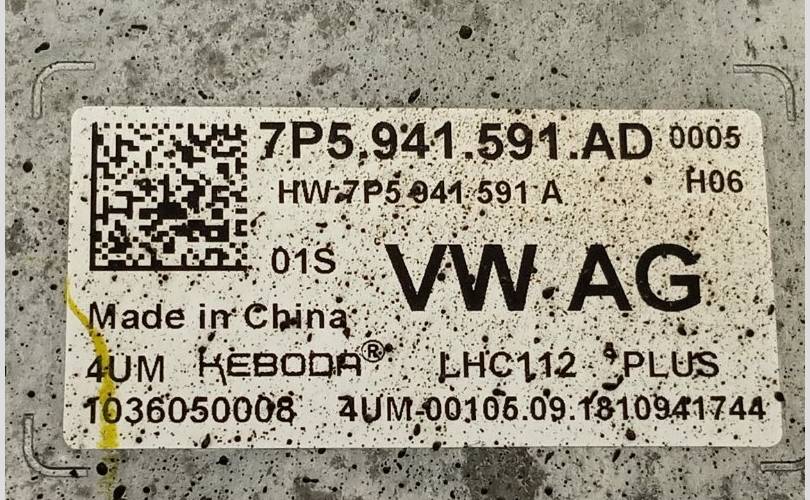 7P5.941.591.AD 0005
HW 7P5 941 591 A H06
01S VW AG
Made in China
4UM KEBODA® LHC112 PLUS
1036050008 4UM-00105.09.1810941744